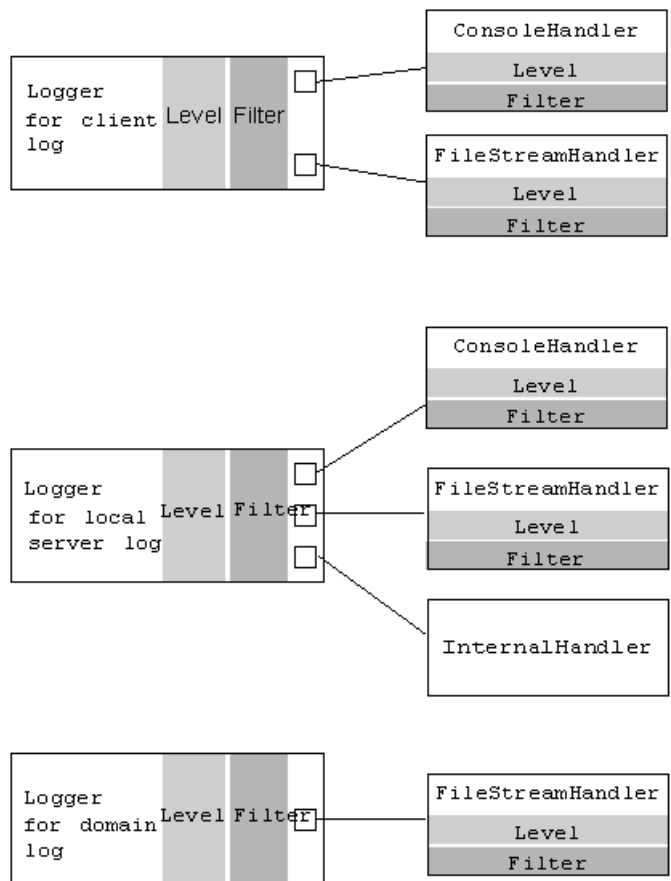 Logger
for client
log
Level
Filter
ConsoleHandler
Level
Filter
FileStreamHandler
Level
Filter
Logger
for local
server log
Level
Filter
ConsoleHandler
Level
Filter
FileStreamHandler
Level
Filter
InternalHandler
Logger
for domain
log
Level
Filter
FileStreamHandler
Level
Filter